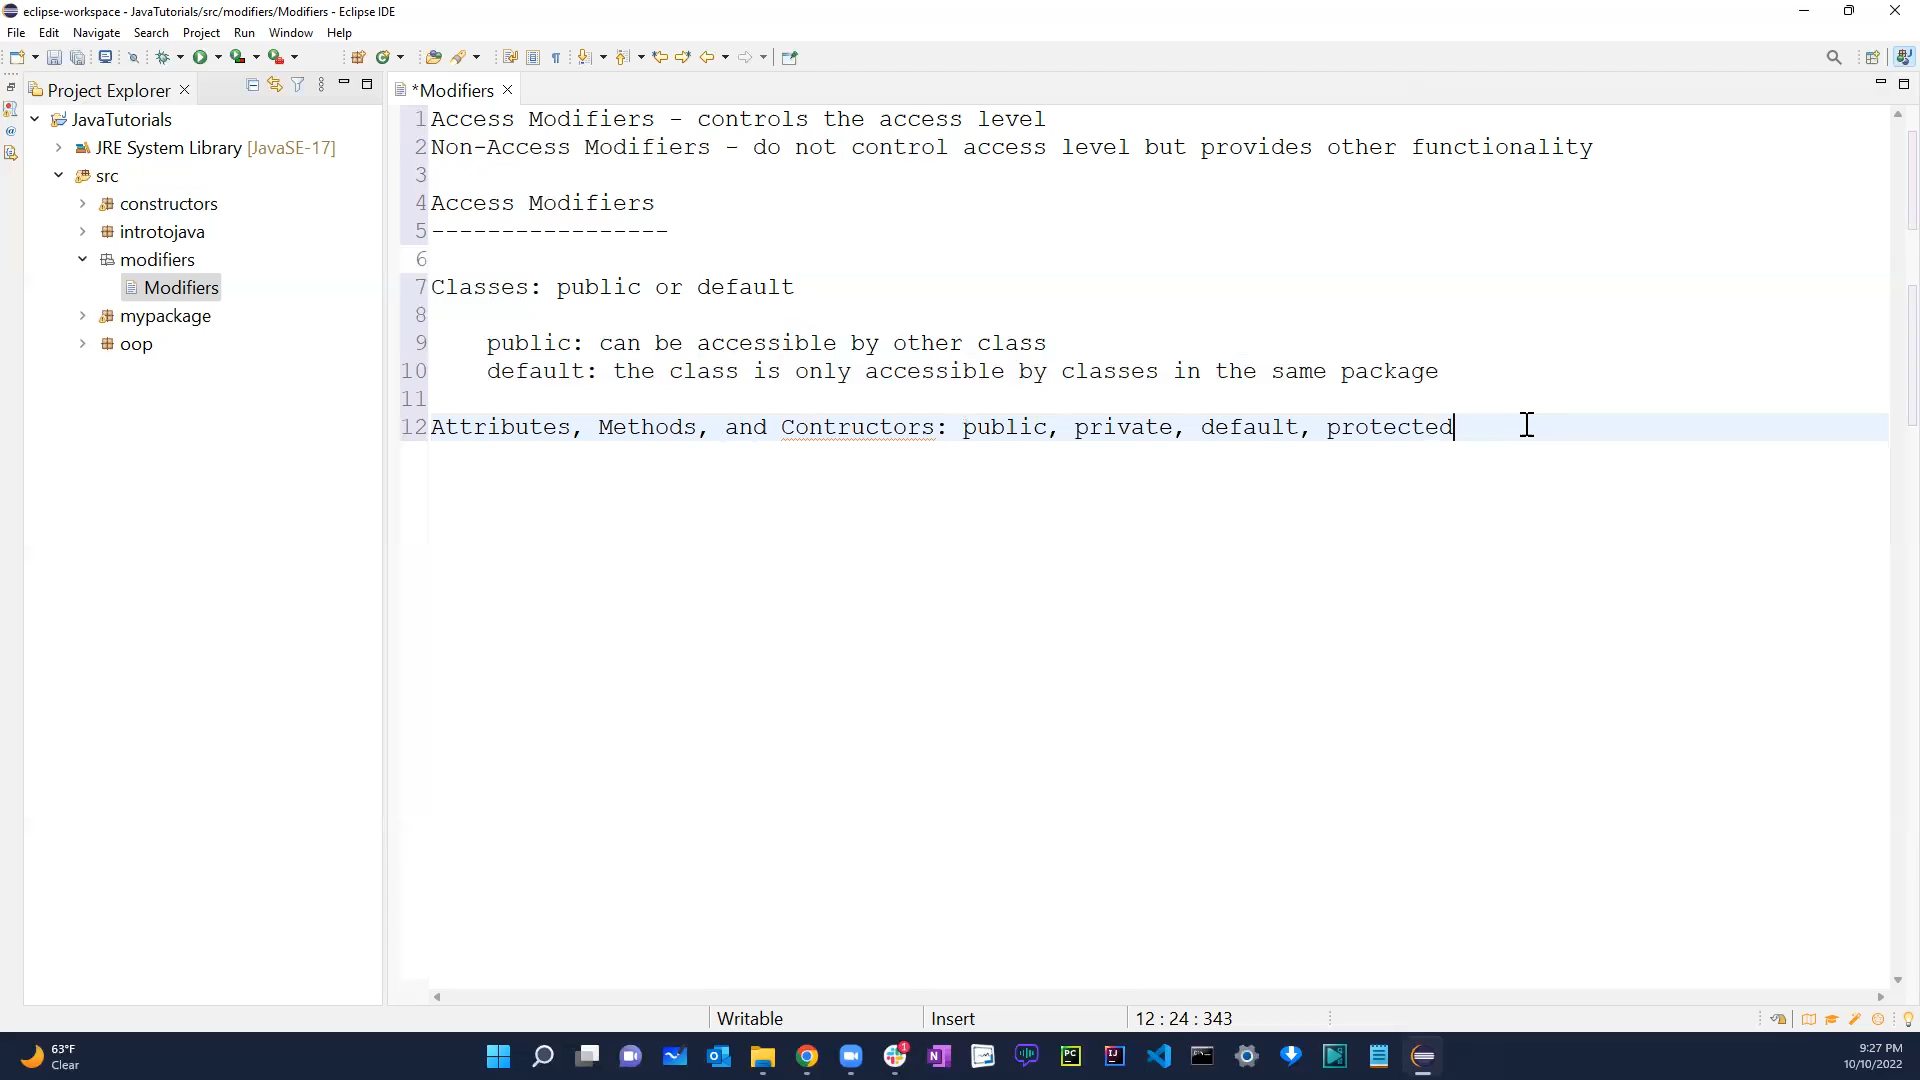 eclipse-workspace - JavaTutorials/src/modifiers/Modifiers - Eclipse IDE
File Edit Navigate Search Project Run Window Help
Project Explorer
*Modifiers
JavaTutorials
JRE System Library [JavaSE-17]
src
constructors
introtojava
modifiers
Modifiers
mypackage
oop
1 Access Modifiers - controls the access level
2 Non-Access Modifiers - do not control access level but provides other functionality
3
4 Access Modifiers
5 -----------------
6
7 Classes: public or default
8
9 public: can be accessible by other class
10 default: the class is only accessible by classes in the same package
11
12 Attributes, Methods, and Contructors: public, private, default, protected
Writable Insert 12 : 24 : 343
63°F
Clear
1
PC
IJ
9:27 PM
10/10/2022